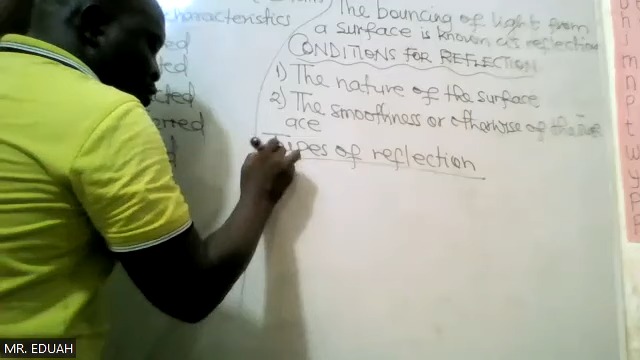 characteristics
The bouncing of light from
a surface is known as reflection
CONDITIONS FOR REFLECTION
1) The nature of the surface
2) The smoothness or otherwise of the
ace
Types of reflection
MR. EDUAH